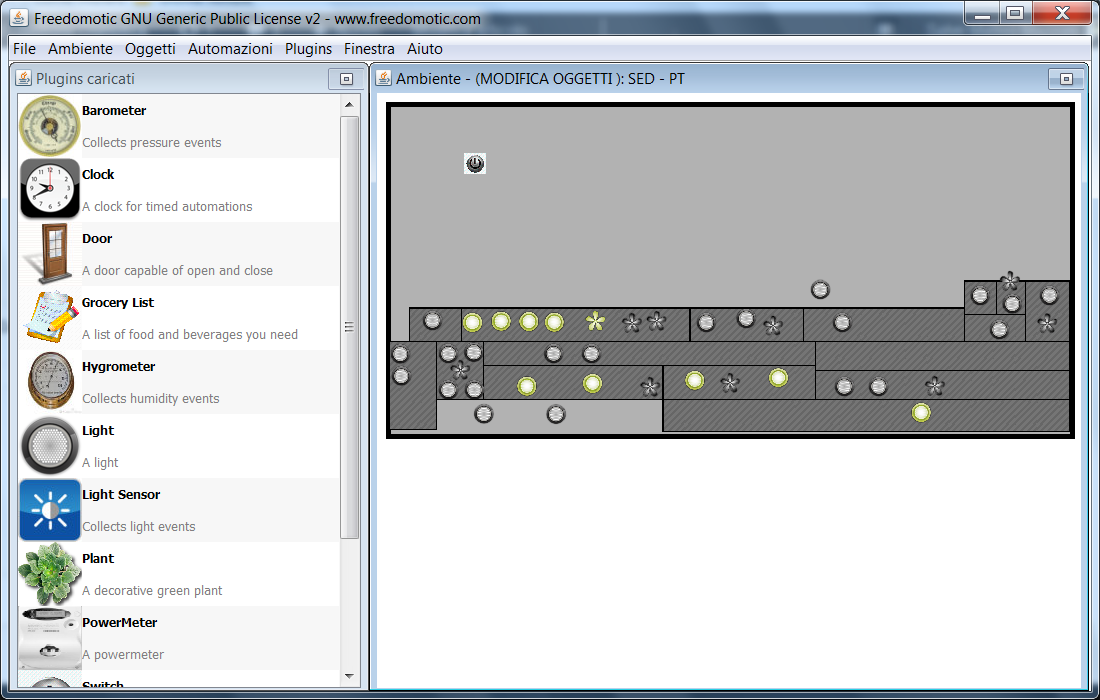 Freedomotic GNU Generic Public License v2 - www.freedomotic.com
File Ambiente Oggetti Automazioni Plugins Finestra Aiuto
Plugins caricati
Barometer
Collects pressure events
Clock
A clock for timed automations
Door
A door capable of open and close
Grocery List
A list of food and beverages you need
Hygrometer
Collects humidity events
Light
A light
Light Sensor
Collects light events
Plant
A decorative green plant
PowerMeter
A powermeter
Switch
Ambiente - (MODIFICA OGGETTI ): SED - PT